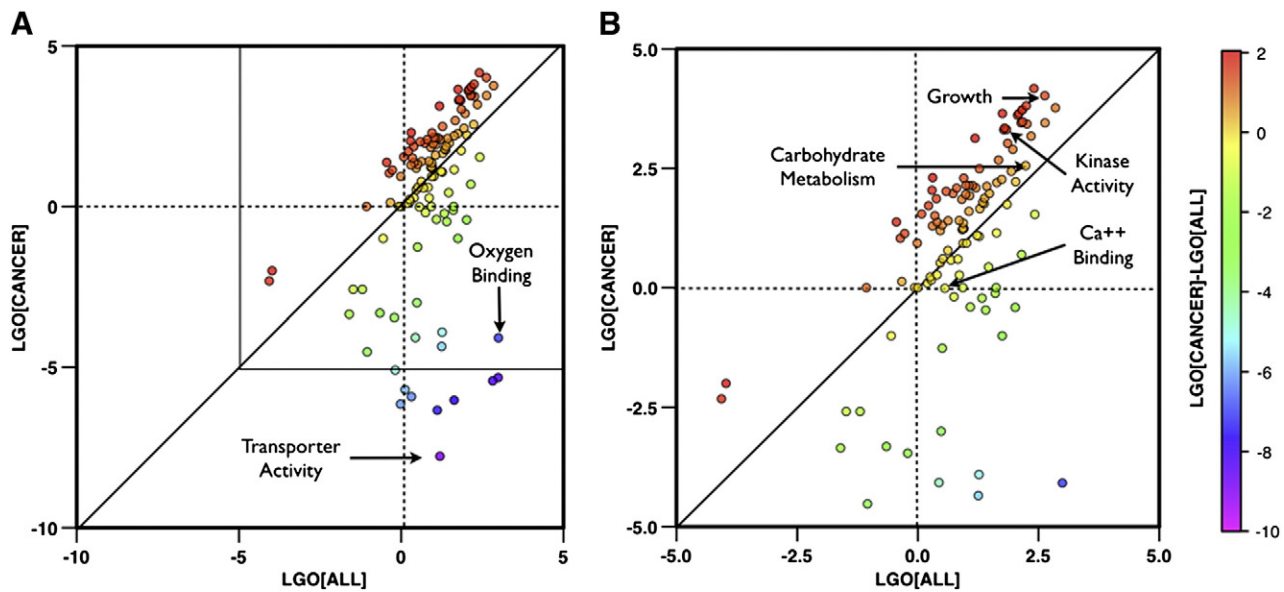 A
B
5
0
-5
-10
-10
-5
0
5
LGO[CANCER]
LGO[ALL]
Oxygen
Binding
Transporter
Activity
5.0
2.5
0.0
-2.5
-5.0
-5.0
-2.5
0.0
2.5
5.0
LGO[CANCER]
LGO[ALL]
Growth
Carbohydrate
Metabolism
Kinase
Activity
Ca++
Binding
2
0
-2
-4
-6
-8
-10
LGO[CANCER]-LGO[ALL]